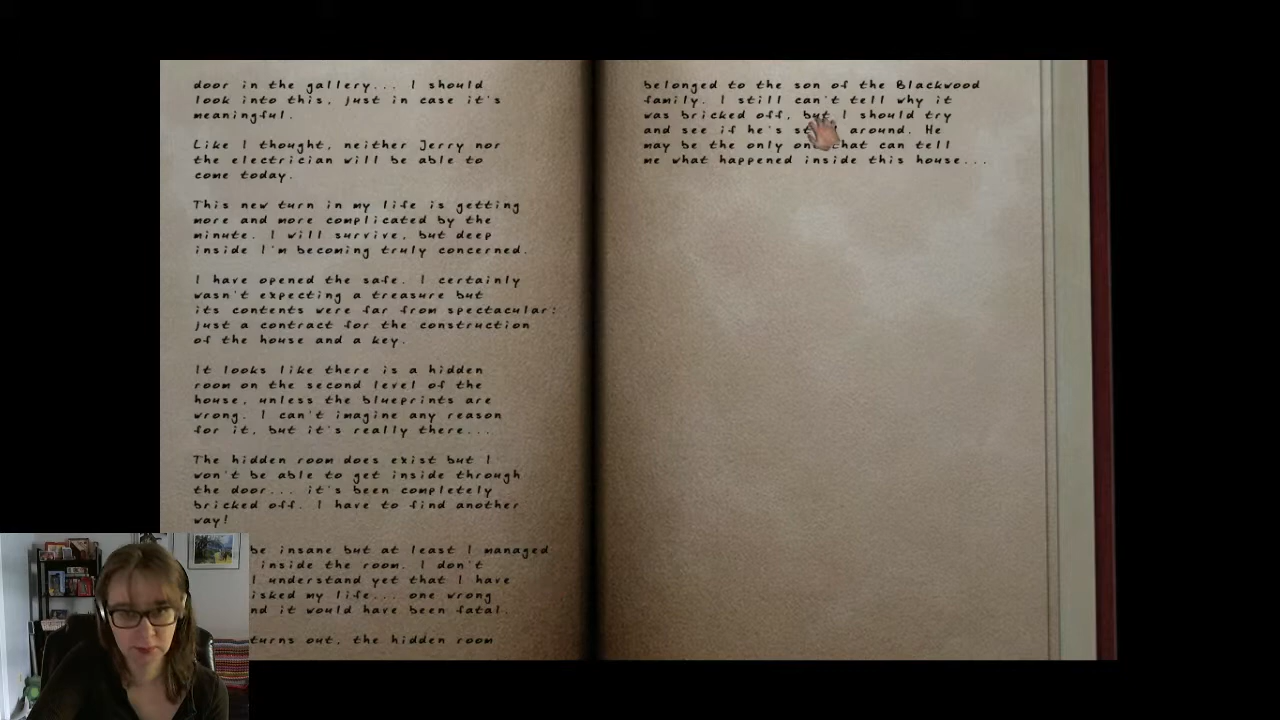 door in the gallery... I should
look into this, just in case it's
meaningful.
Like I thought, neither Jerry nor
the electrician will be able to
come today.
This new turn in my life is getting
more and more complicated by the
minute. I will survive, but deep
inside I'm becoming truly concerned.
I have opened the safe. I certainly
wasn't expecting a treasure but
its contents were far from spectacular:
just a contract for the construction
of the house and a key.
It looks like there is a hidden
room on the second level of the
house, unless the blueprints are
wrong. I can't imagine any reason
for it, but it's really there...
The hidden room does exist but I
won't be able to get inside through
the door... it's been completely
bricked off. I have to find another
way!
be insane but at least I managed
inside the room. I don't
I understand yet that I have
isked my life... one wrong
nd it would have been fatal.
turns out, the hidden room
belonged to the son of the Blackwood
family. I still can't tell why it
was bricked off, but I should try
and see if he's around. He
may be the only one that can tell
me what happened inside this house...